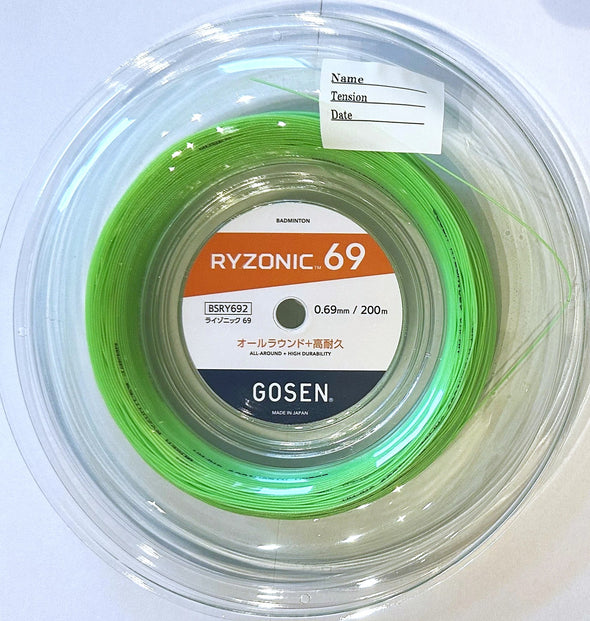 Name
Tension
Date
BADMINTON
RYZONIC™ 69
BSRY692
ライゾニック 69
0.69mm / 200m
オールラウンド+高耐久
ALL-AROUND + HIGH DURABILITY
GOSEN®
MADE IN JAPAN